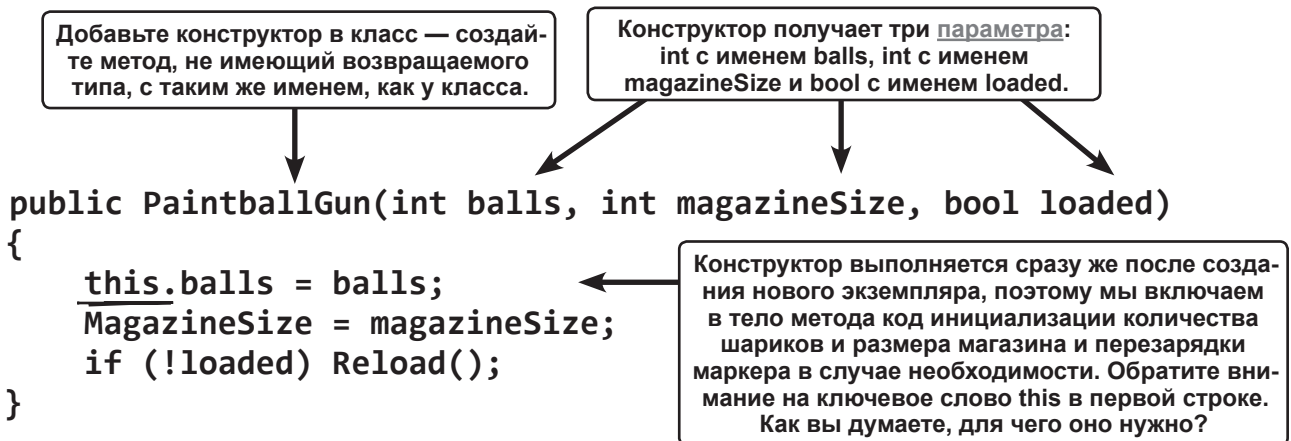 Добавьте конструктор в класс — создай-
те метод, не имеющий возвращаемого
типа, с таким же именем, как у класса.
Конструктор получает три параметра:
int с именем balls, int с именем
magazineSize и bool с именем loaded.
public PaintballGun(int balls, int magazineSize, bool loaded)
{
this.balls = balls;
MagazineSize = magazineSize;
if (!loaded) Reload();
}
Конструктор выполняется сразу же после созда-
ния нового экземпляра, поэтому мы включаем
в тело метода код инициализации количества
шариков и размера магазина и перезарядки
маркера в случае необходимости. Обратите вни-
мание на ключевое слово this в первой строке.
Как вы думаете, для чего оно нужно?